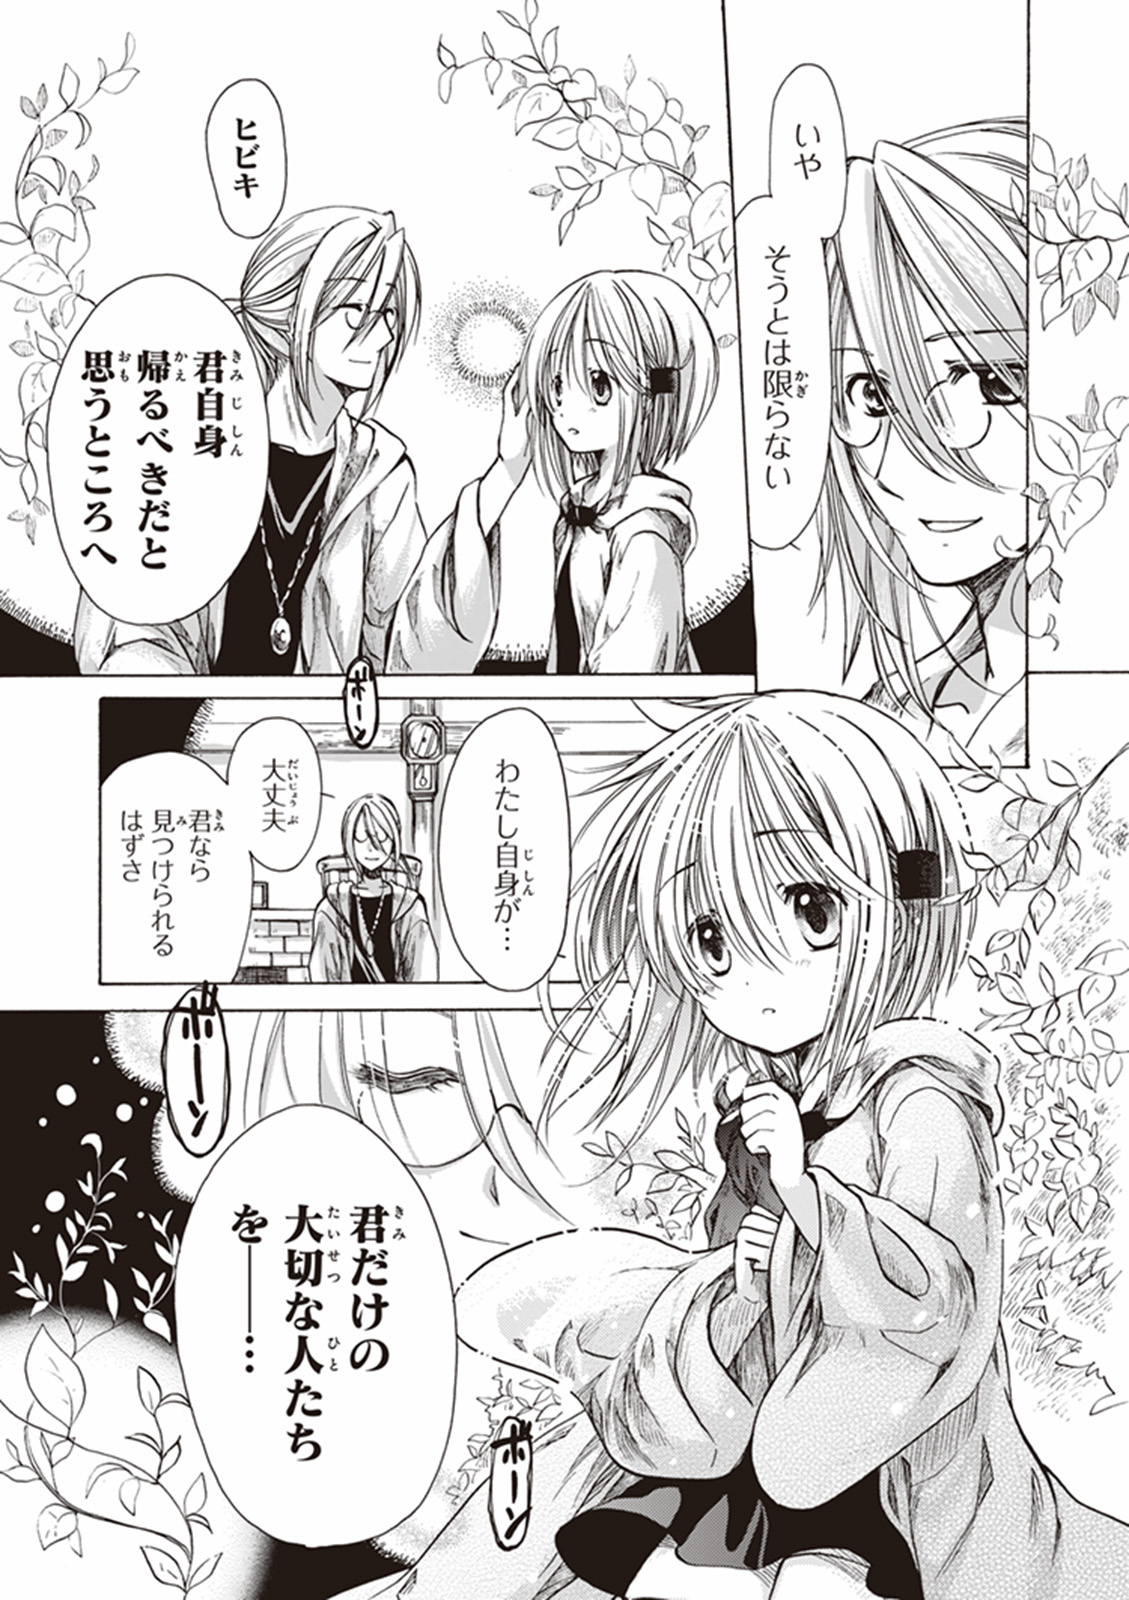 いや
そうとは限らない
ヒビキ
君自身
帰るべきだと
思うところへ
ボーン
わたし自身が…
大丈夫
君なら
見つけられる
はずさ
ボーン
君だけの
大切な人たち
を――…
ボーン